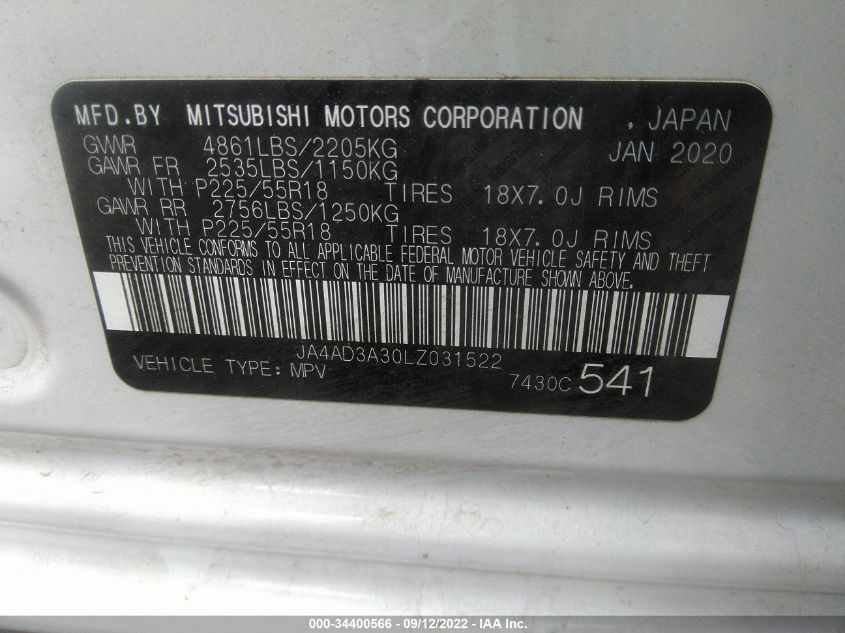 MFD.BY MITSUBISHI MOTORS CORPORATION . JAPAN
GVWR 4861LBS/2205KG JAN 2020
GAWR FR 2535LBS/1150KG
WITH P225/55R18 TIRES 18X7.0J RIMS
GAWR RR 2756LBS/1250KG
WITH P225/55R18 TIRES 18X7.0J RIMS
THIS VEHICLE CONFORMS TO ALL APPLICABLE FEDERAL MOTOR VEHICLE SAFETY AND THEFT
PREVENTION STANDARDS IN EFFECT ON THE DATE OF MANUFACTURE SHOWN ABOVE.
JA4AD3A30LZ031522
VEHICLE TYPE: MPV 7430C 541
000-34400566 - 09/12/2022 - IAA Inc.